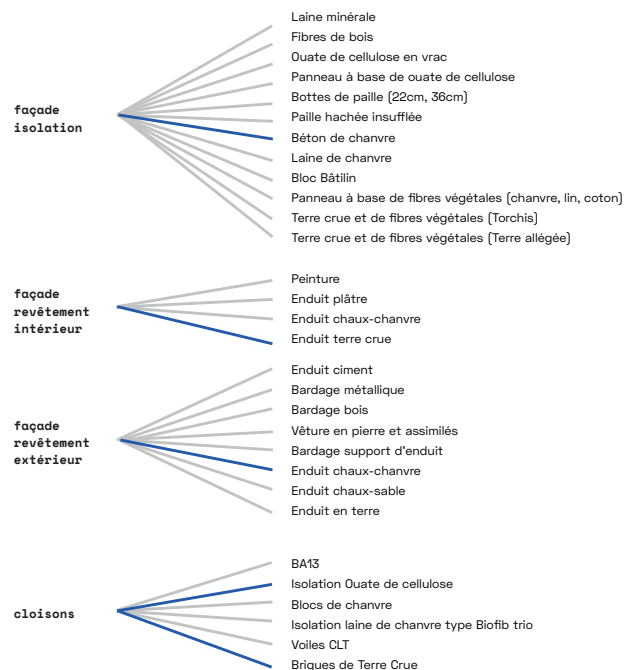 façade
isolation
Laine minérale
Fibres de bois
Ouate de cellulose en vrac
Panneau à base de ouate de cellulose
Bottes de paille (22cm, 36cm)
Paille hachée insufflée
Béton de chanvre
Laine de chanvre
Bloc Bâtilin
Panneau à base de fibres végétales (chanvre, lin, coton)
Terre crue et de fibres végétales (Torchis)
Terre crue et de fibres végétales (Terre allégée)
façade
revêtement
intérieur
Peinture
Enduit plâtre
Enduit chaux-chanvre
Enduit terre crue
façade
revêtement
extérieur
Enduit ciment
Bardage métallique
Bardage bois
Vêture en pierre et assimilés
Bardage support d'enduit
Enduit chaux-chanvre
Enduit chaux-sable
Enduit en terre
cloisons
BA13
Isolation Ouate de cellulose
Blocs de chanvre
Isolation laine de chanvre type Biofib trio
Voiles CLT
Briques de Terre Crue